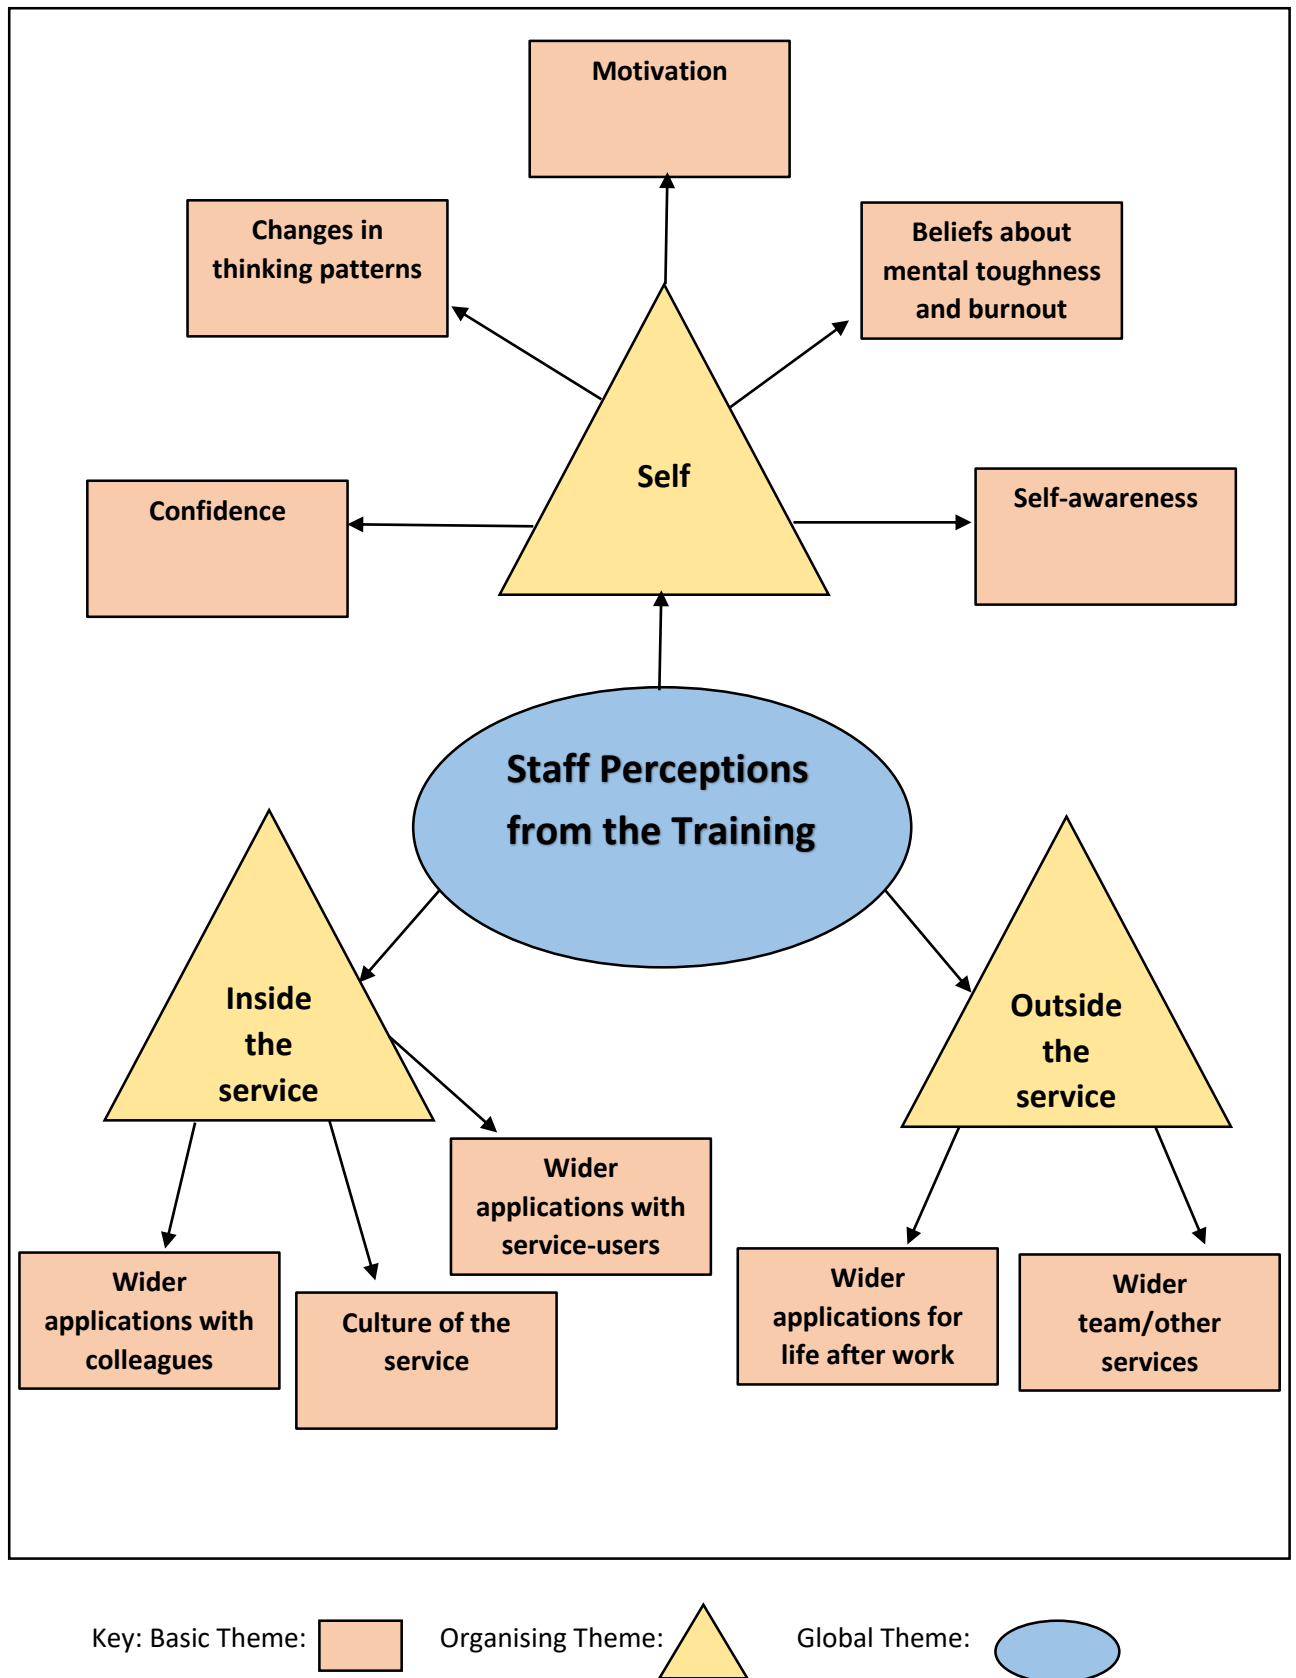 Motivation
Changes in
thinking patterns
Beliefs about
mental toughness
and burnout
Self
Confidence
Self-awareness
Staff Perceptions
from the Training
Inside
the
service
Outside
the
service
Wider
applications with
service-users
Wider
applications with
colleagues
Culture of the
service
Wider
applications for
life after work
Wider
team/other
services
Key: Basic Theme:
Organising Theme:
Global Theme: